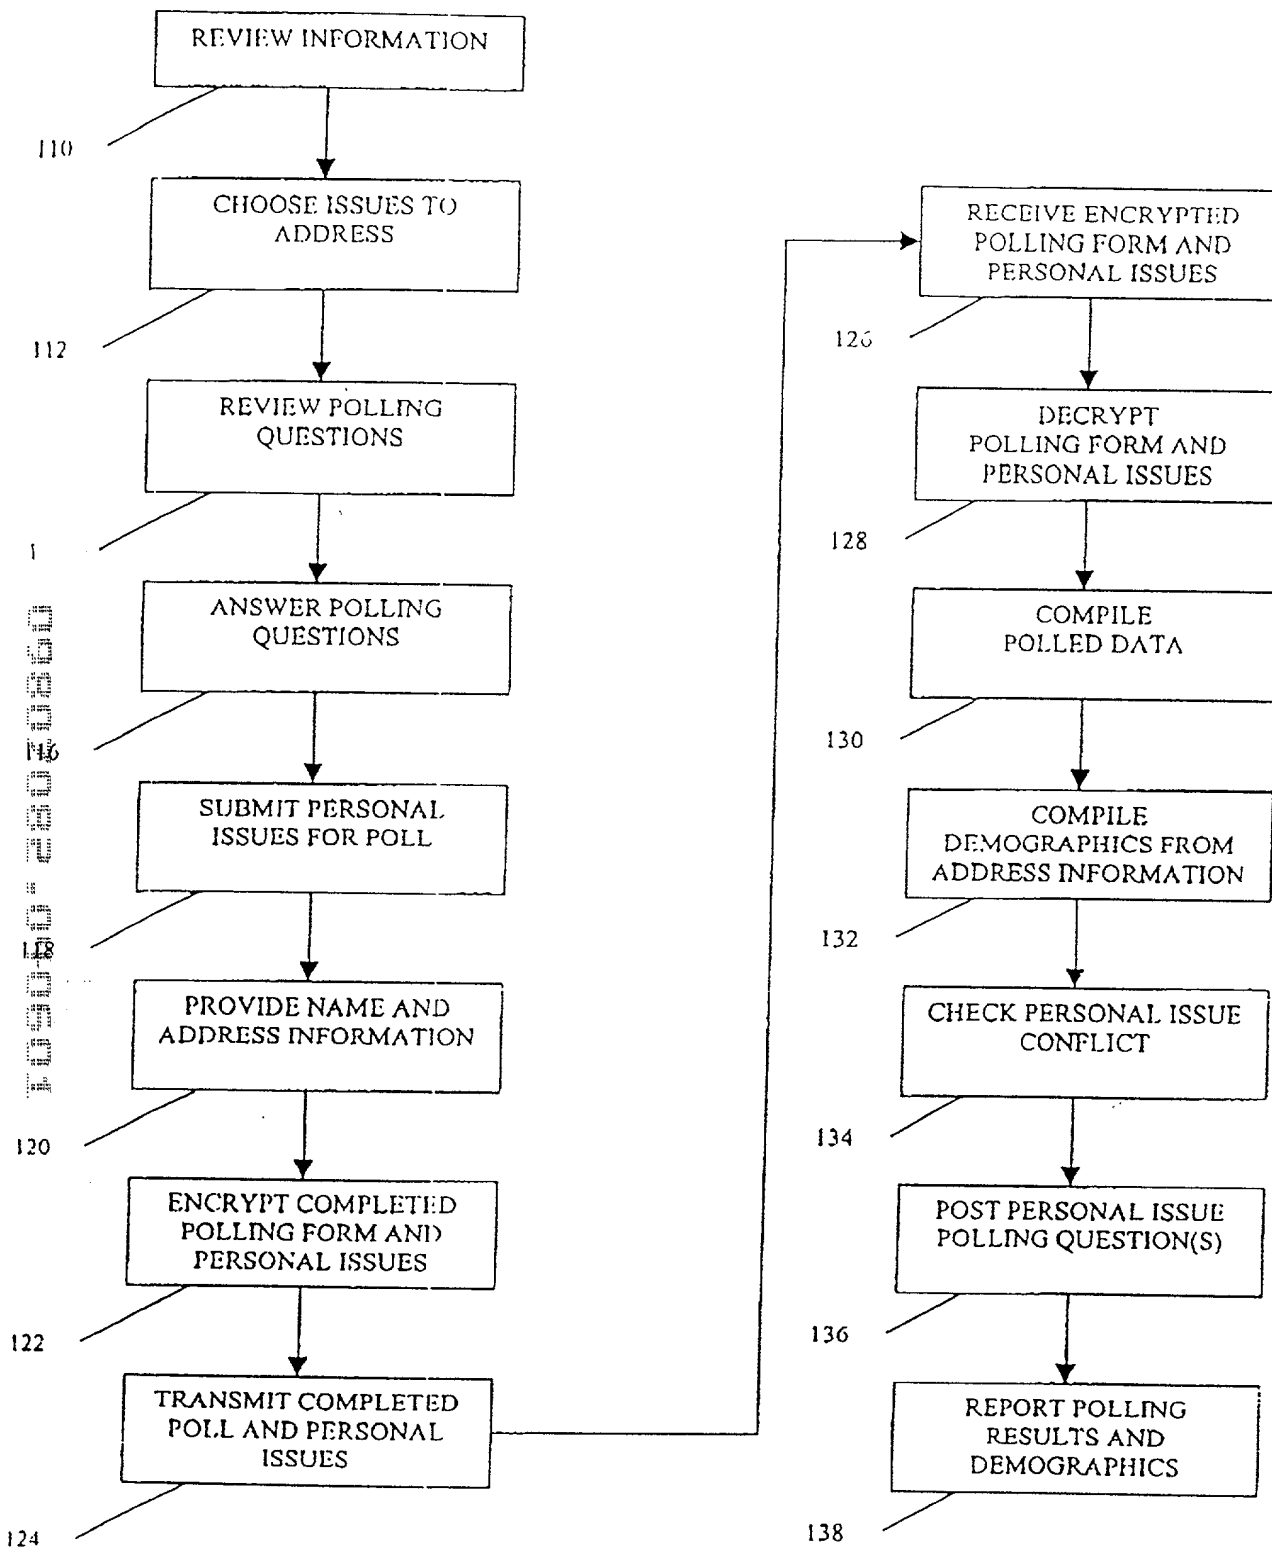 REVIEW INFORMATION
110
CHOOSE ISSUES TO
ADDRESS
112
REVIEW POLLING
QUESTIONS
1
ANSWER POLLING
QUESTIONS
116
SUBMIT PERSONAL
ISSUES FOR POLL
118
PROVIDE NAME AND
ADDRESS INFORMATION
120
ENCRYPT COMPLETED
POLLING FORM AND
PERSONAL ISSUES
122
TRANSMIT COMPLETED
POLL AND PERSONAL
ISSUES
124
RECEIVE ENCRYPTED
POLLING FORM AND
PERSONAL ISSUES
126
DECRYPT
POLLING FORM AND
PERSONAL ISSUES
128
COMPILE
POLLED DATA
130
COMPILE
DEMOGRAPHICS FROM
ADDRESS INFORMATION
132
CHECK PERSONAL ISSUE
CONFLICT
134
POST PERSONAL ISSUE
POLLING QUESTION(S)
136
REPORT POLLING
RESULTS AND
DEMOGRAPHICS
138